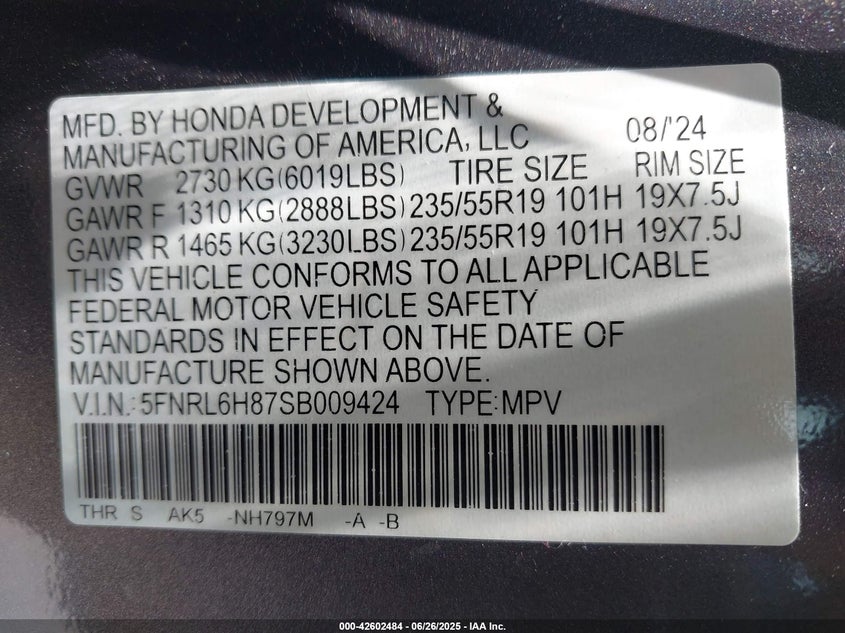 MFD. BY HONDA DEVELOPMENT &
MANUFACTURING OF AMERICA, LLC 08/'24
GVWR 2730 KG(6019LBS) TIRE SIZE RIM SIZE
GAWR F 1310 KG(2888LBS) 235/55R19 101H 19X7.5J
GAWR R 1465 KG(3230LBS) 235/55R19 101H 19X7.5J
THIS VEHICLE CONFORMS TO ALL APPLICABLE
FEDERAL MOTOR VEHICLE SAFETY
STANDARDS IN EFFECT ON THE DATE OF
MANUFACTURE SHOWN ABOVE.
V.I.N.:5FNRL6H87SB009424 TYPE:MPV
THR S AK5 -NH797M -A -B
000-42602484 - 06/26/2025 - IAA Inc.